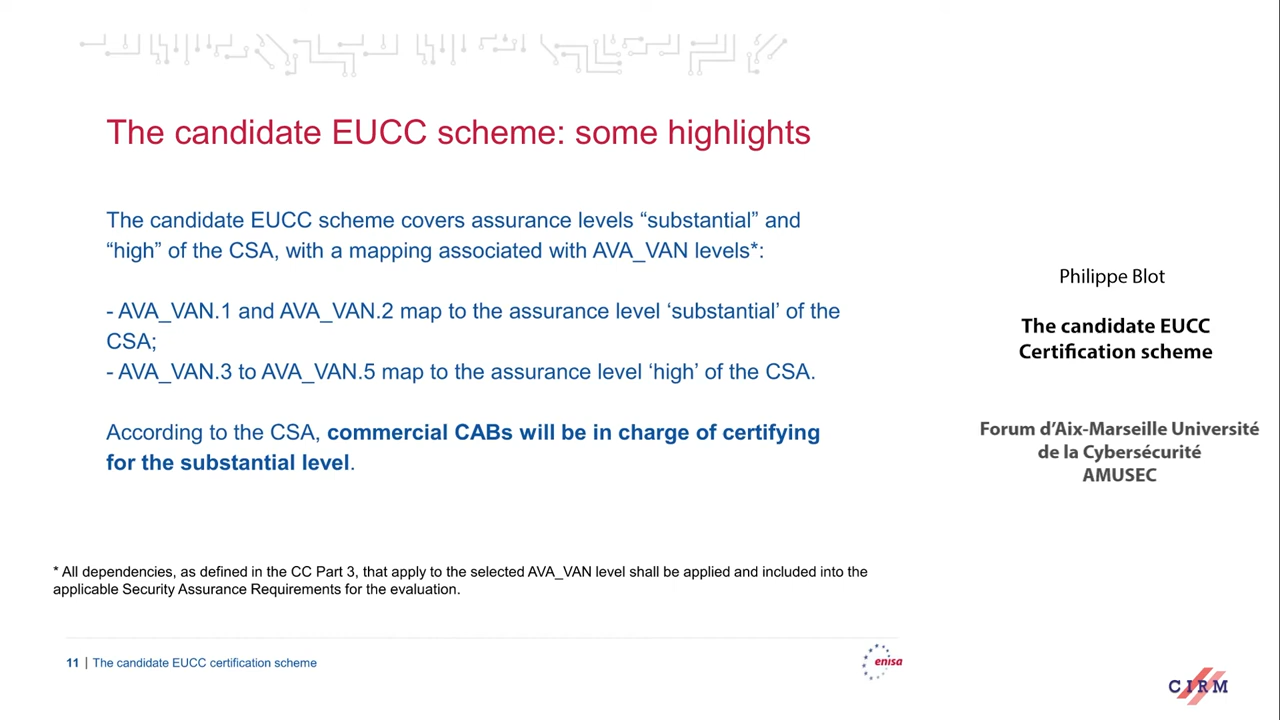 The candidate EUCC scheme: some highlights
The candidate EUCC scheme covers assurance levels “substantial” and
“high” of the CSA, with a mapping associated with AVA_VAN levels*:
- AVA_VAN.1 and AVA_VAN.2 map to the assurance level ‘substantial’ of the
CSA;
- AVA_VAN.3 to AVA_VAN.5 map to the assurance level ‘high’ of the CSA.
According to the CSA, commercial CABs will be in charge of certifying
for the substantial level.
* All dependencies, as defined in the CC Part 3, that apply to the selected AVA_VAN level shall be applied and included into the
applicable Security Assurance Requirements for the evaluation.
11 | The candidate EUCC certification scheme
enisa
Philippe Blot
The candidate EUCC
Certification scheme
Forum d’Aix-Marseille Université
de la Cybersécurité
AMUSEC
CIRM